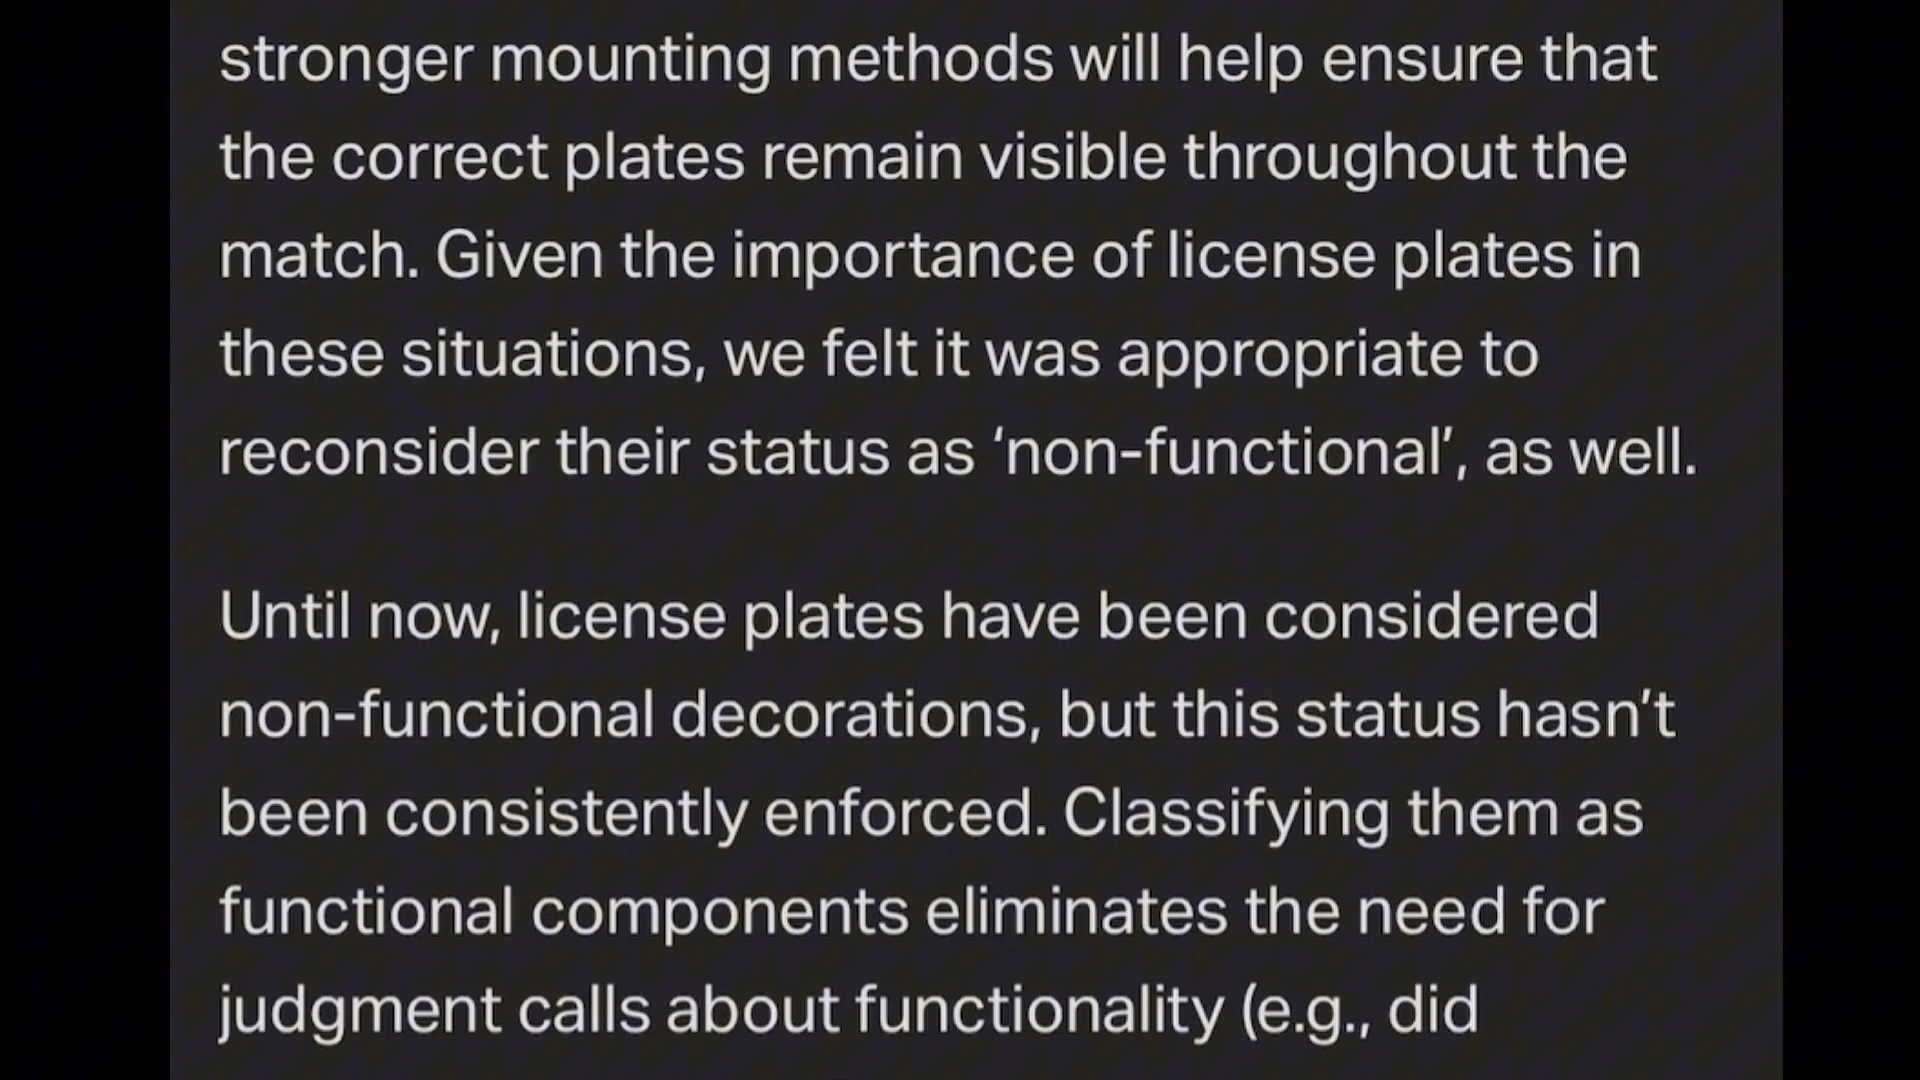 stronger mounting methods will help ensure that
the correct plates remain visible throughout the
match. Given the importance of license plates in
these situations, we felt it was appropriate to
reconsider their status as ‘non-functional’, as well.
Until now, license plates have been considered
non-functional decorations, but this status hasn’t
been consistently enforced. Classifying them as
functional components eliminates the need for
judgment calls about functionality (e.g., did